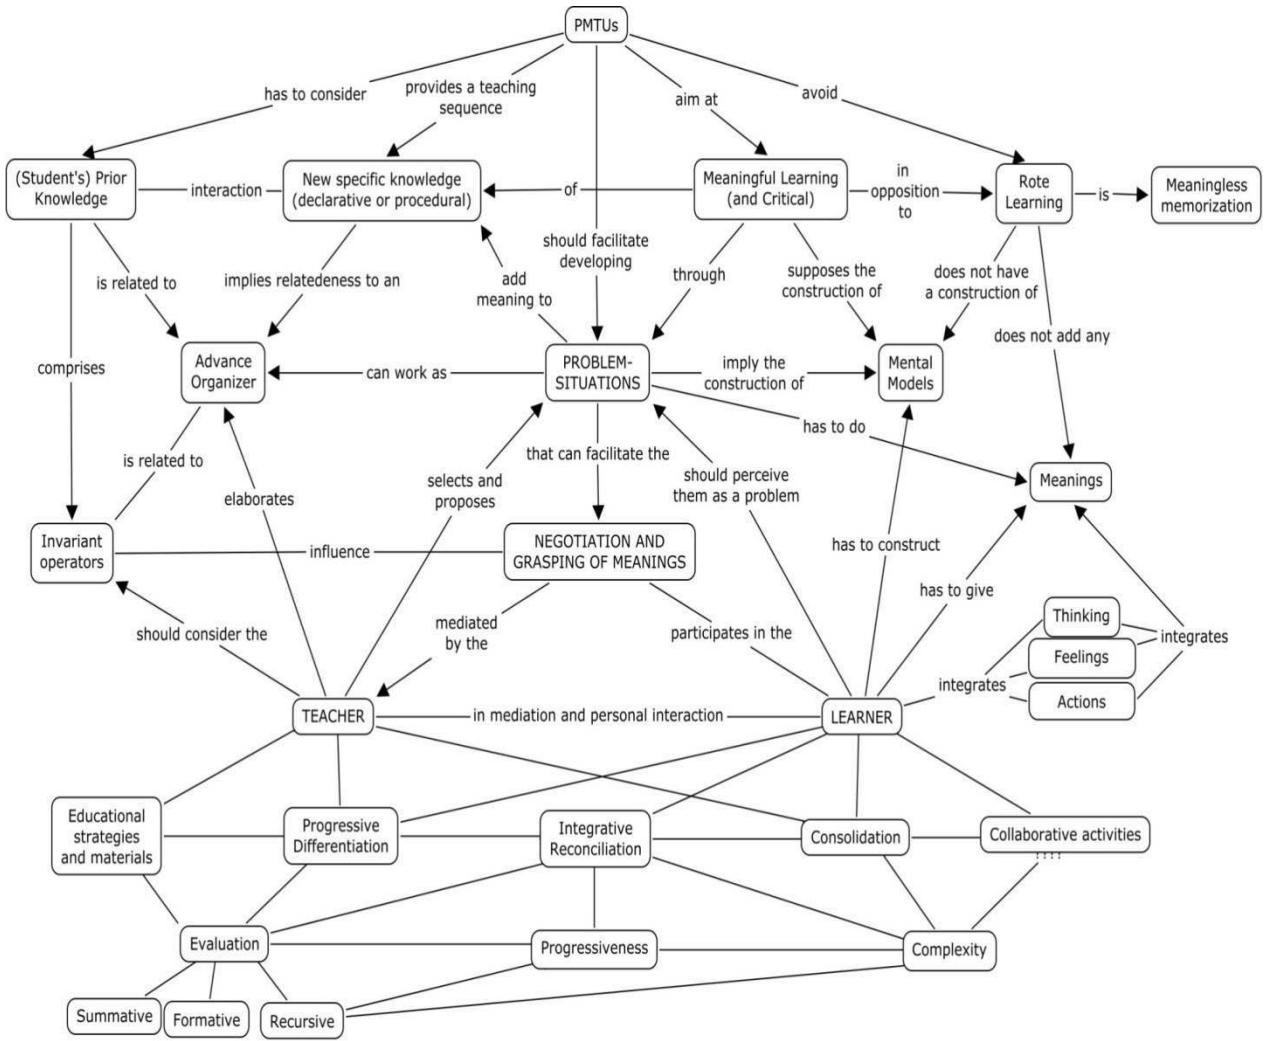 PMTUs
has to consider
provides a teaching
sequence
aim at
avoid
(Student's) Prior
Knowledge
interaction
New specific knowledge
(declarative or procedural)
of
Meaningful Learning
(and Critical)
in
opposition
to
Rote
Learning
is
Meaningless
memorization
should facilitate
developing
is related to
implies relatedeness to an
add
meaning to
through
supposes the
construction of
does not have
a construction of
does not add any
comprises
Advance
Organizer
can work as
PROBLEM-
SITUATIONS
imply the
construction of
Mental
Models
has to do
is related to
that can facilitate the
elaborates
selects and
proposes
should perceive
them as a problem
Meanings
Invariant
operators
influence
NEGOTIATION AND
GRASPING OF MEANINGS
has to construct
has to give
should consider the
mediated
by the
participates in the
Thinking
Feelings
Actions
integrates
integrates
TEACHER
in mediation and personal interaction
LEARNER
Educational
strategies
and materials
Progressive
Differentiation
Integrative
Reconciliation
Consolidation
Collaborative activities
Evaluation
Progressiveness
Complexity
Summative
Formative
Recursive